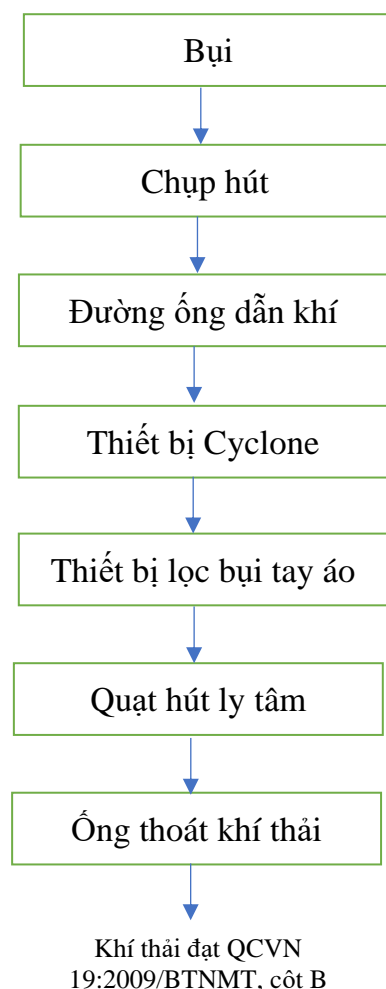 Bụi
Chụp hút
Đường ống dẫn khí
Thiết bị Cyclone
Thiết bị lọc bụi tay áo
Quạt hút ly tâm
Ống thoát khí thải
Khí thải đạt QCVN
19:2009/BTNMT, cột B